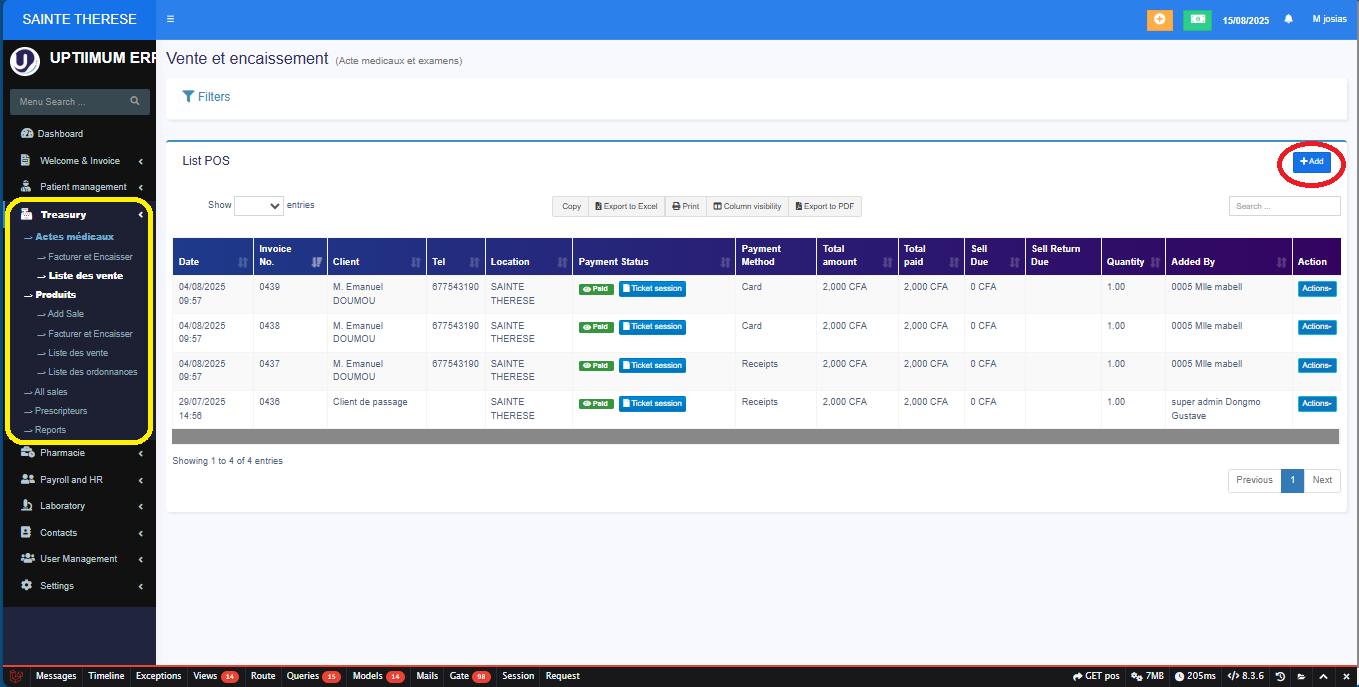 SAINTE THERESE
15/08/2025
M josias
UPTIIMUM ERP
Menu Search ...
Dashboard
Welcome & Invoice
Patient management
Treasury
Actes médicaux
Facturer et Encaisser
Liste des vente
Produits
Add Sale
Facturer et Encaisser
Liste des vente
Liste des ordonnances
All sales
Prescripteurs
Reports
Pharmacie
Payroll and HR
Laboratory
Contacts
User Management
Settings
Vente et encaissement (Acte medicaux et examens)
Filters
List POS
Add
Show entries
Copy Export to Excel Print Column visibility Export to PDF
Search ...
Date Invoice No. Client Tel Location Payment Status Payment Method Total amount Total paid Sell Due Sell Return Due Quantity Added By Action
04/08/2025 09:57 0439 M. Emanuel DOUMOU 677543190 SAINTE THERESE Paid Ticket session Card 2,000 CFA 2,000 CFA 0 CFA 1.00 0005 Mlle mabell Actions
04/08/2025 09:57 0438 M. Emanuel DOUMOU 677543190 SAINTE THERESE Paid Ticket session Card 2,000 CFA 2,000 CFA 0 CFA 1.00 0005 Mlle mabell Actions
04/08/2025 09:57 0437 M. Emanuel DOUMOU 677543190 SAINTE THERESE Paid Ticket session Receipts 2,000 CFA 2,000 CFA 0 CFA 1.00 0005 Mlle mabell Actions
29/07/2025 14:56 0436 Client de passage SAINTE THERESE Paid Ticket session Receipts 2,000 CFA 2,000 CFA 0 CFA 1.00 super admin Dongmo Gustave Actions
Showing 1 to 4 of 4 entries
Previous 1 Next
Messages Timeline Exceptions Views 14 Route Queries 15 Models 14 Mails Gate 98 Session Request GET pos 7MB 205ms </> 8.3.6